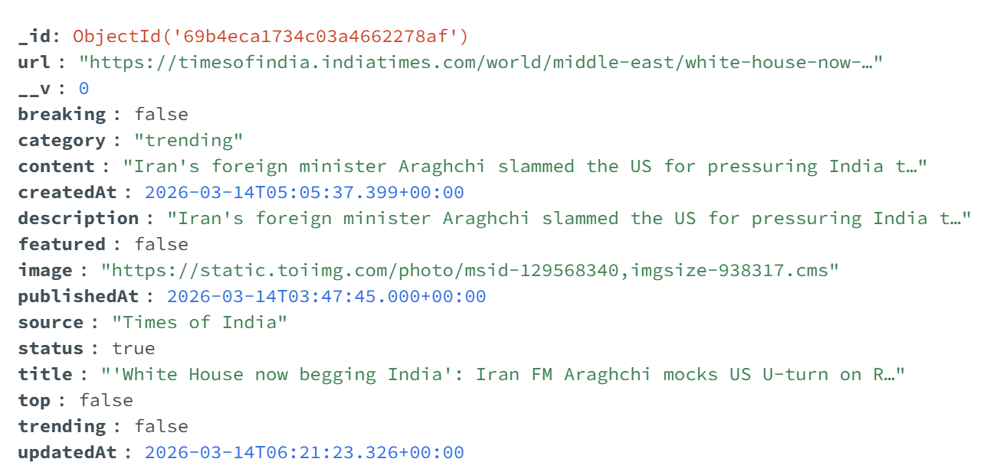 _id: ObjectId('69b4eca1734c03a4662278af')
url : "https://timesofindia.indiatimes.com/world/middle-east/white-house-now-…"
__v : 0
breaking : false
category : "trending"
content : "Iran's foreign minister Araghchi slammed the US for pressuring India t…"
createdAt : 2026-03-14T05:05:37.399+00:00
description : "Iran's foreign minister Araghchi slammed the US for pressuring India t…"
featured : false
image : "https://static.toiimg.com/photo/msid-129568340,imgsize-938317.cms"
publishedAt : 2026-03-14T03:47:45.000+00:00
source : "Times of India"
status : true
title : "'White House now begging India': Iran FM Araghchi mocks US U-turn on R…"
top : false
trending : false
updatedAt : 2026-03-14T06:21:23.326+00:00